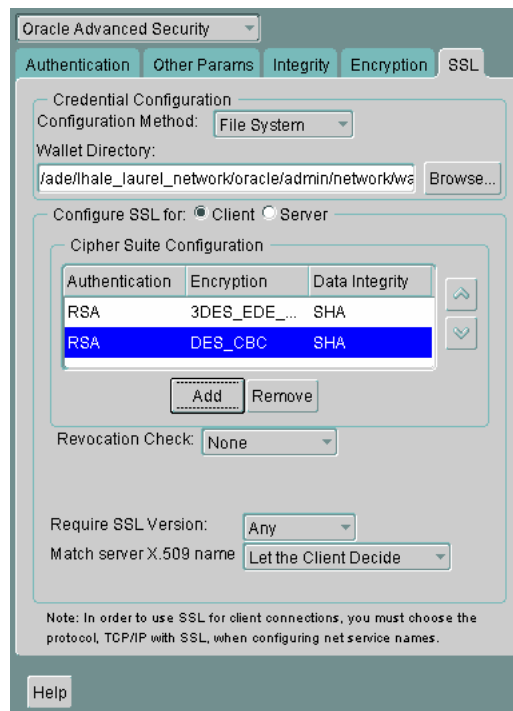 Oracle Advanced Security
Authentication Other Params Integrity Encryption SSL
Credential Configuration
Configuration Method: File System
Wallet Directory:
/ade/lhale_laurel_network/oracle/admin/network/wa Browse...
Configure SSL for: Client Server
Cipher Suite Configuration
Authentication Encryption Data Integrity
RSA 3DES_EDE_... SHA
RSA DES_CBC SHA
Add Remove
Revocation Check: None
Require SSL Version: Any
Match server X.509 name Let the Client Decide
Note: In order to use SSL for client connections, you must choose the
protocol, TCP/IP with SSL, when configuring net service names.
Help